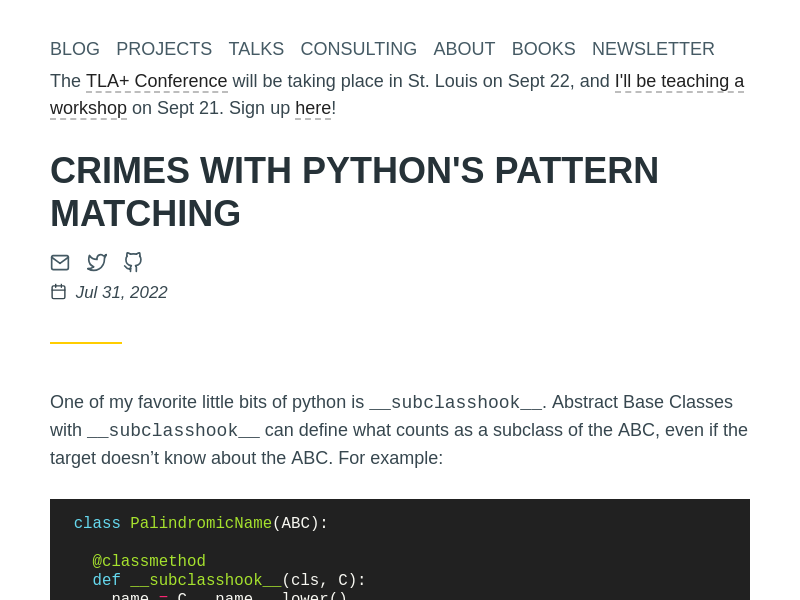 BLOG PROJECTS TALKS CONSULTING ABOUT BOOKS NEWSLETTER
The TLA+ Conference will be taking place in St. Louis on Sept 22, and I'll be teaching a
workshop on Sept 21. Sign up here!
CRIMES WITH PYTHON'S PATTERN
MATCHING
Jul 31, 2022
One of my favorite little bits of python is __subclasshook__. Abstract Base Classes
with __subclasshook__ can define what counts as a subclass of the ABC, even if the
target doesn’t know about the ABC. For example:
class PalindromicName(ABC):
@classmethod
def __subclasshook__(cls, C):
name = C.__name__.lower()